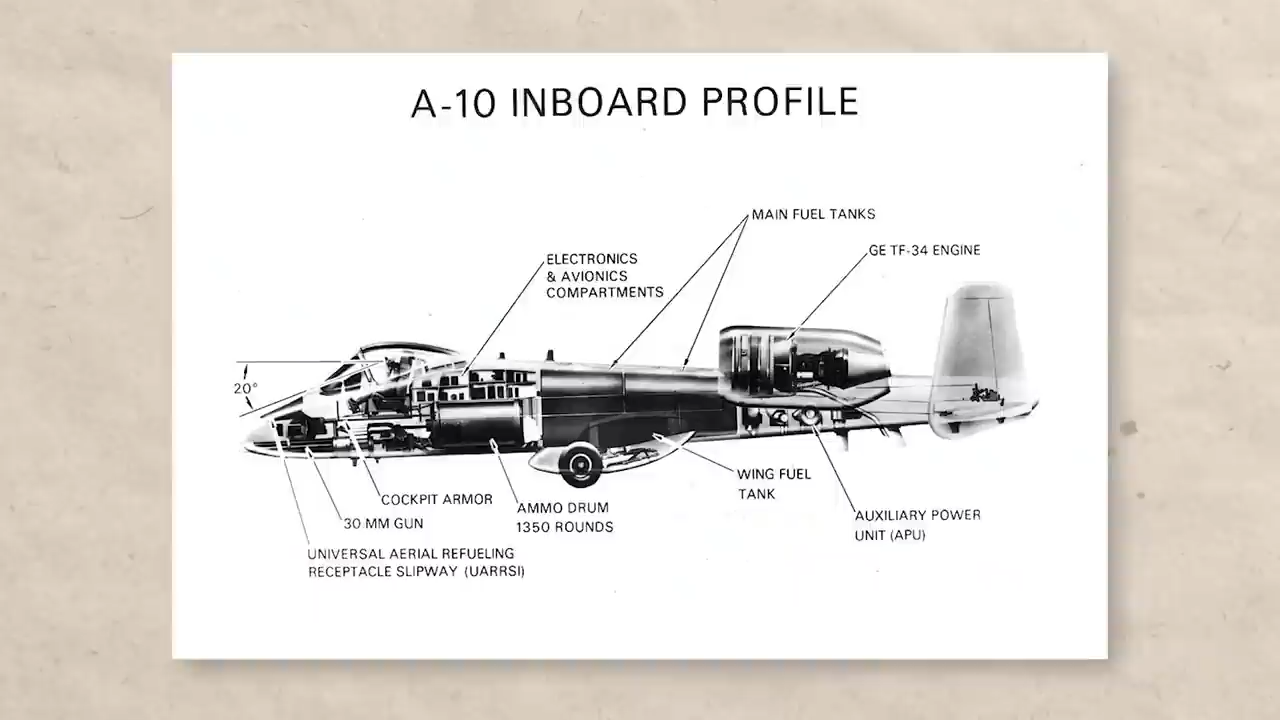 A-10 INBOARD PROFILE
MAIN FUEL TANKS
GE TF-34 ENGINE
ELECTRONICS
& AVIONICS
COMPARTMENTS
20°
WING FUEL
TANK
COCKPIT ARMOR
AMMO DRUM
1350 ROUNDS
30 MM GUN
AUXILIARY POWER
UNIT (APU)
UNIVERSAL AERIAL REFUELING
RECEPTACLE SLIPWAY (UARRSI)